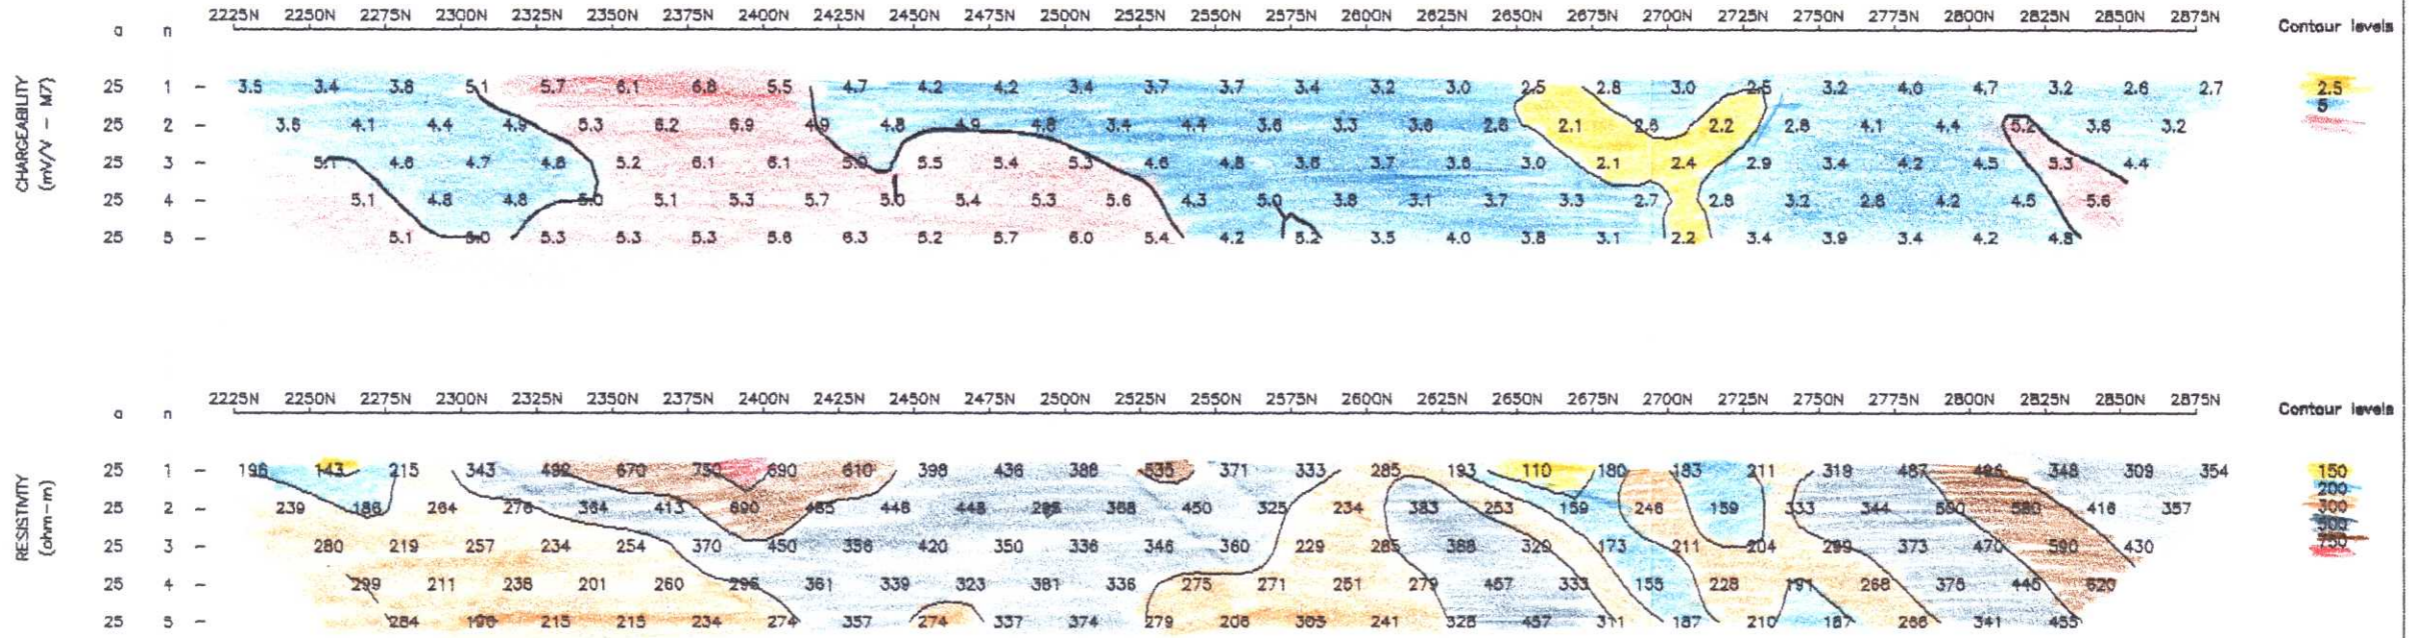 2225N 2250N 2275N 2300N 2325N 2350N 2375N 2400N 2425N 2450N 2475N 2500N 2525N 2550N 2575N 2600N 2625N 2650N 2675N 2700N 2725N 2750N 2775N 2800N 2825N 2850N 2875N
a n
Contour levels
CHARGEABILITY
(mV/V - M7)
25 1 - 3.5 3.4 3.8 5.1 5.7 6.1 6.8 5.5 4.7 4.2 4.2 3.4 3.7 3.7 3.4 3.2 3.0 2.5 2.8 3.0 2.5 3.2 4.0 4.7 3.2 2.6 2.7
25 2 - 3.6 4.1 4.4 4.9 5.3 6.2 6.9 4.9 4.8 4.9 4.8 3.4 4.4 3.6 3.3 3.6 2.6 2.1 2.6 2.2 2.8 4.1 4.4 5.2 3.6 3.2
25 3 - 5.1 4.6 4.7 4.8 5.2 6.1 6.1 5.0 5.5 5.4 5.3 4.6 4.8 3.8 3.7 3.8 3.0 2.1 2.4 2.9 3.4 4.2 4.5 5.3 4.4
25 4 - 5.1 4.8 4.8 5.0 5.1 5.3 5.7 5.0 5.4 5.3 5.6 4.3 5.0 3.8 3.1 3.7 3.3 2.7 2.8 3.2 2.8 4.2 4.5 5.6
25 5 - 5.1 5.0 5.3 5.3 5.3 5.6 6.3 5.2 5.7 6.0 5.4 4.2 5.2 3.5 4.0 3.8 3.1 2.2 3.4 3.9 3.4 4.2 4.8
2.5
5
2225N 2250N 2275N 2300N 2325N 2350N 2375N 2400N 2425N 2450N 2475N 2500N 2525N 2550N 2575N 2600N 2625N 2650N 2675N 2700N 2725N 2750N 2775N 2800N 2825N 2850N 2875N
a n
Contour levels
RESISTIVITY
(ohm-m)
25 1 - 196 143 215 343 492 670 750 690 610 398 436 388 535 371 333 285 193 110 180 183 211 319 487 496 348 309 354
25 2 - 239 186 264 276 364 413 690 485 446 448 368 450 325 234 383 253 159 246 159 333 344 500 580 416 357
25 3 - 280 219 257 234 254 370 450 356 420 350 336 346 360 229 285 388 320 173 211 204 299 373 470 590 430
25 4 - 299 211 238 201 260 296 361 339 323 381 336 275 271 251 279 457 333 155 228 191 268 375 446 620
25 5 - 284 190 215 215 234 274 357 274 337 374 279 206 305 241 328 457 311 187 210 187 266 341 455
150
200
300
500
750